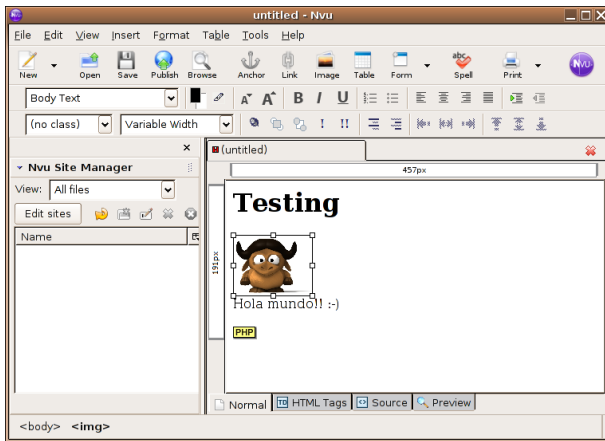 untitled - Nvu
File Edit View Insert Format Table Tools Help
New Open Save Publish Browse Anchor Link Image Table Form Spell Print
NVU
Body Text A A B I U
(no class) Variable Width ! !!
(untitled)
Nvu Site Manager
457px
View: All files
Edit sites
Name
191px
Testing
Hola mundo!! :-)
PHP
Normal TD HTML Tags Source Preview
<body> <img>